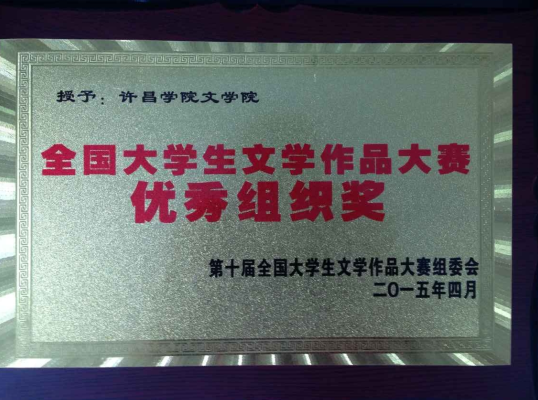 授予：许昌学院文学院
全国大学生文学作品大赛
优秀组织奖
第十届全国大学生文学作品大赛组委会
二〇一五年四月